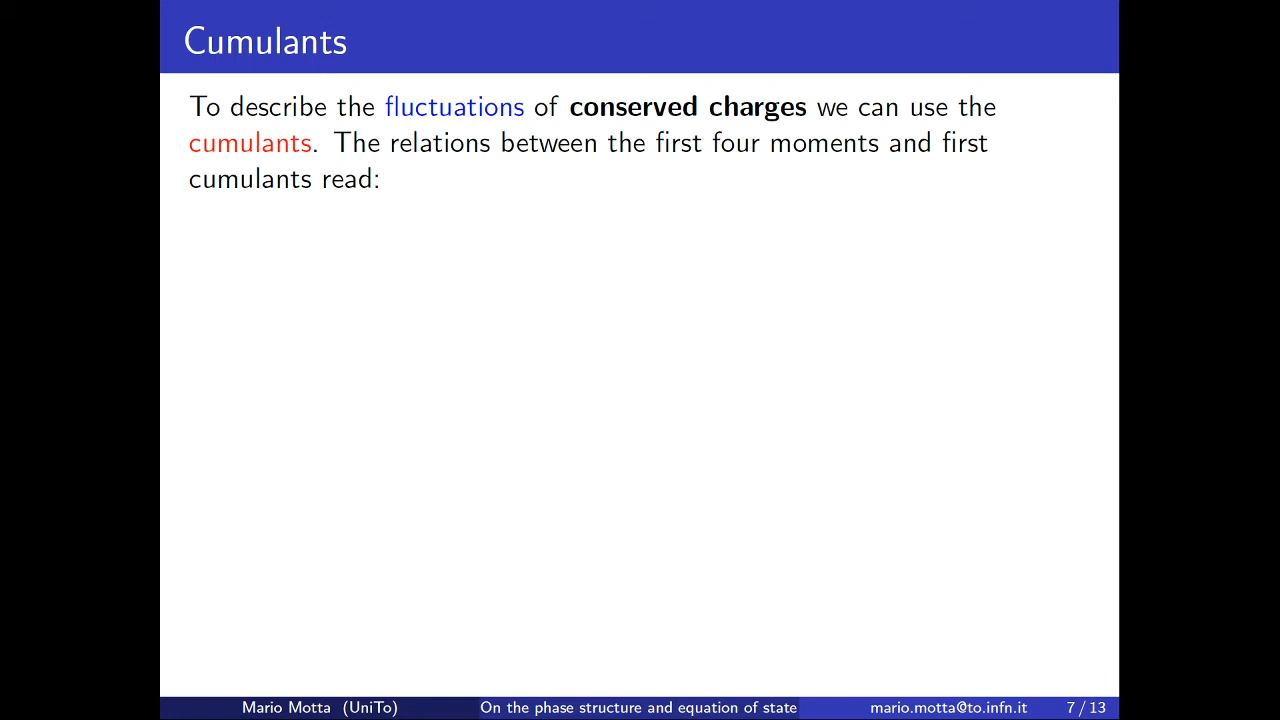 Cumulants
To describe the fluctuations of conserved charges we can use the
cumulants. The relations between the first four moments and first
cumulants read:
Mario Motta (UniTo) On the phase structure and equation of state mario.motta@to.infn.it 7 / 13